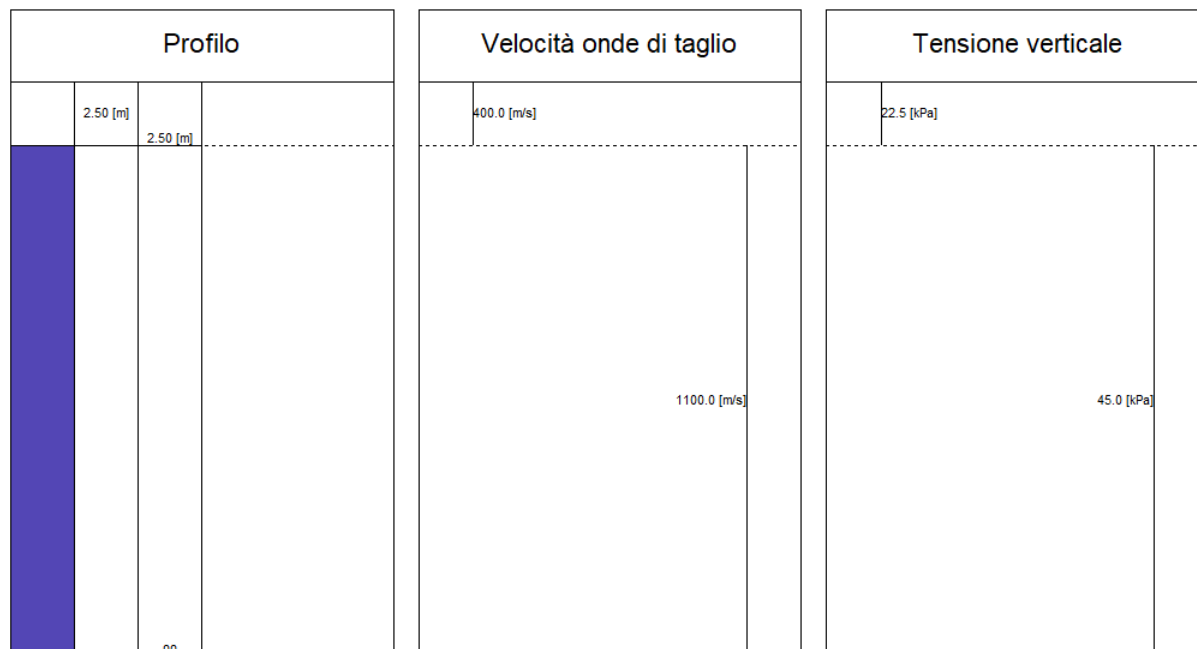 Profilo
Velocità onde di taglio
Tensione verticale
2.50 [m]
400.0 [m/s]
22.5 [kPa]
2.50 [m]
1100.0 [m/s]
45.0 [kPa]